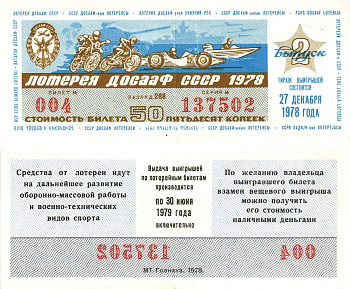 ЛОТЕРЕЯ ДОСААФ СССР 1978
БИЛЕТ №
РАЗРЯД 288
СЕРИЯ №
004
137502
СТОИМОСТЬ БИЛЕТА 50 ПЯТЬДЕСЯТ КОПЕЕК
2
Выпуск
ТИРАЖ ВЫИГРЫШЕЙ
СОСТОИТСЯ
27 ДЕКАБРЯ
1978 ГОДА
Средства от лотереи идут
на дальнейшее развитие
оборонно-массовой работы
и военно-технических
видов спорта
Выдача выигрышей
по лотерейным билетам
производится
по 30 июня
1979 года
включительно
По желанию владельца
выигравшего билета
взамен вещевого выигрыша
можно получить
его стоимость
наличными деньгами
137502
004
МТ Гознака. 1978.